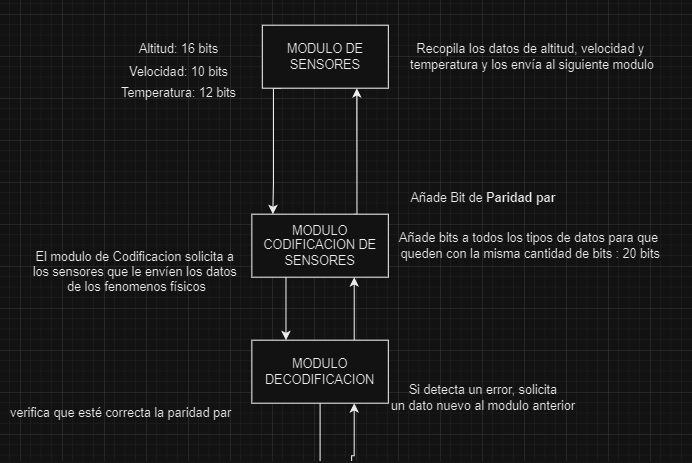 Altitud: 16 bits
Velocidad: 10 bits
Temperatura: 12 bits
MODULO DE
SENSORES
Recopila los datos de altitud, velocidad y
temperatura y los envía al siguiente modulo
Añade Bit de Paridad par
MODULO
CODIFICACION DE
SENSORES
Añade bits a todos los tipos de datos para que
queden con la misma cantidad de bits : 20 bits
El modulo de Codificacion solicita a
los sensores que le envíen los datos
de los fenomenos físicos
MODULO
DECODIFICACION
Si detecta un error, solicita
un dato nuevo al modulo anterior
verifica que esté correcta la paridad par